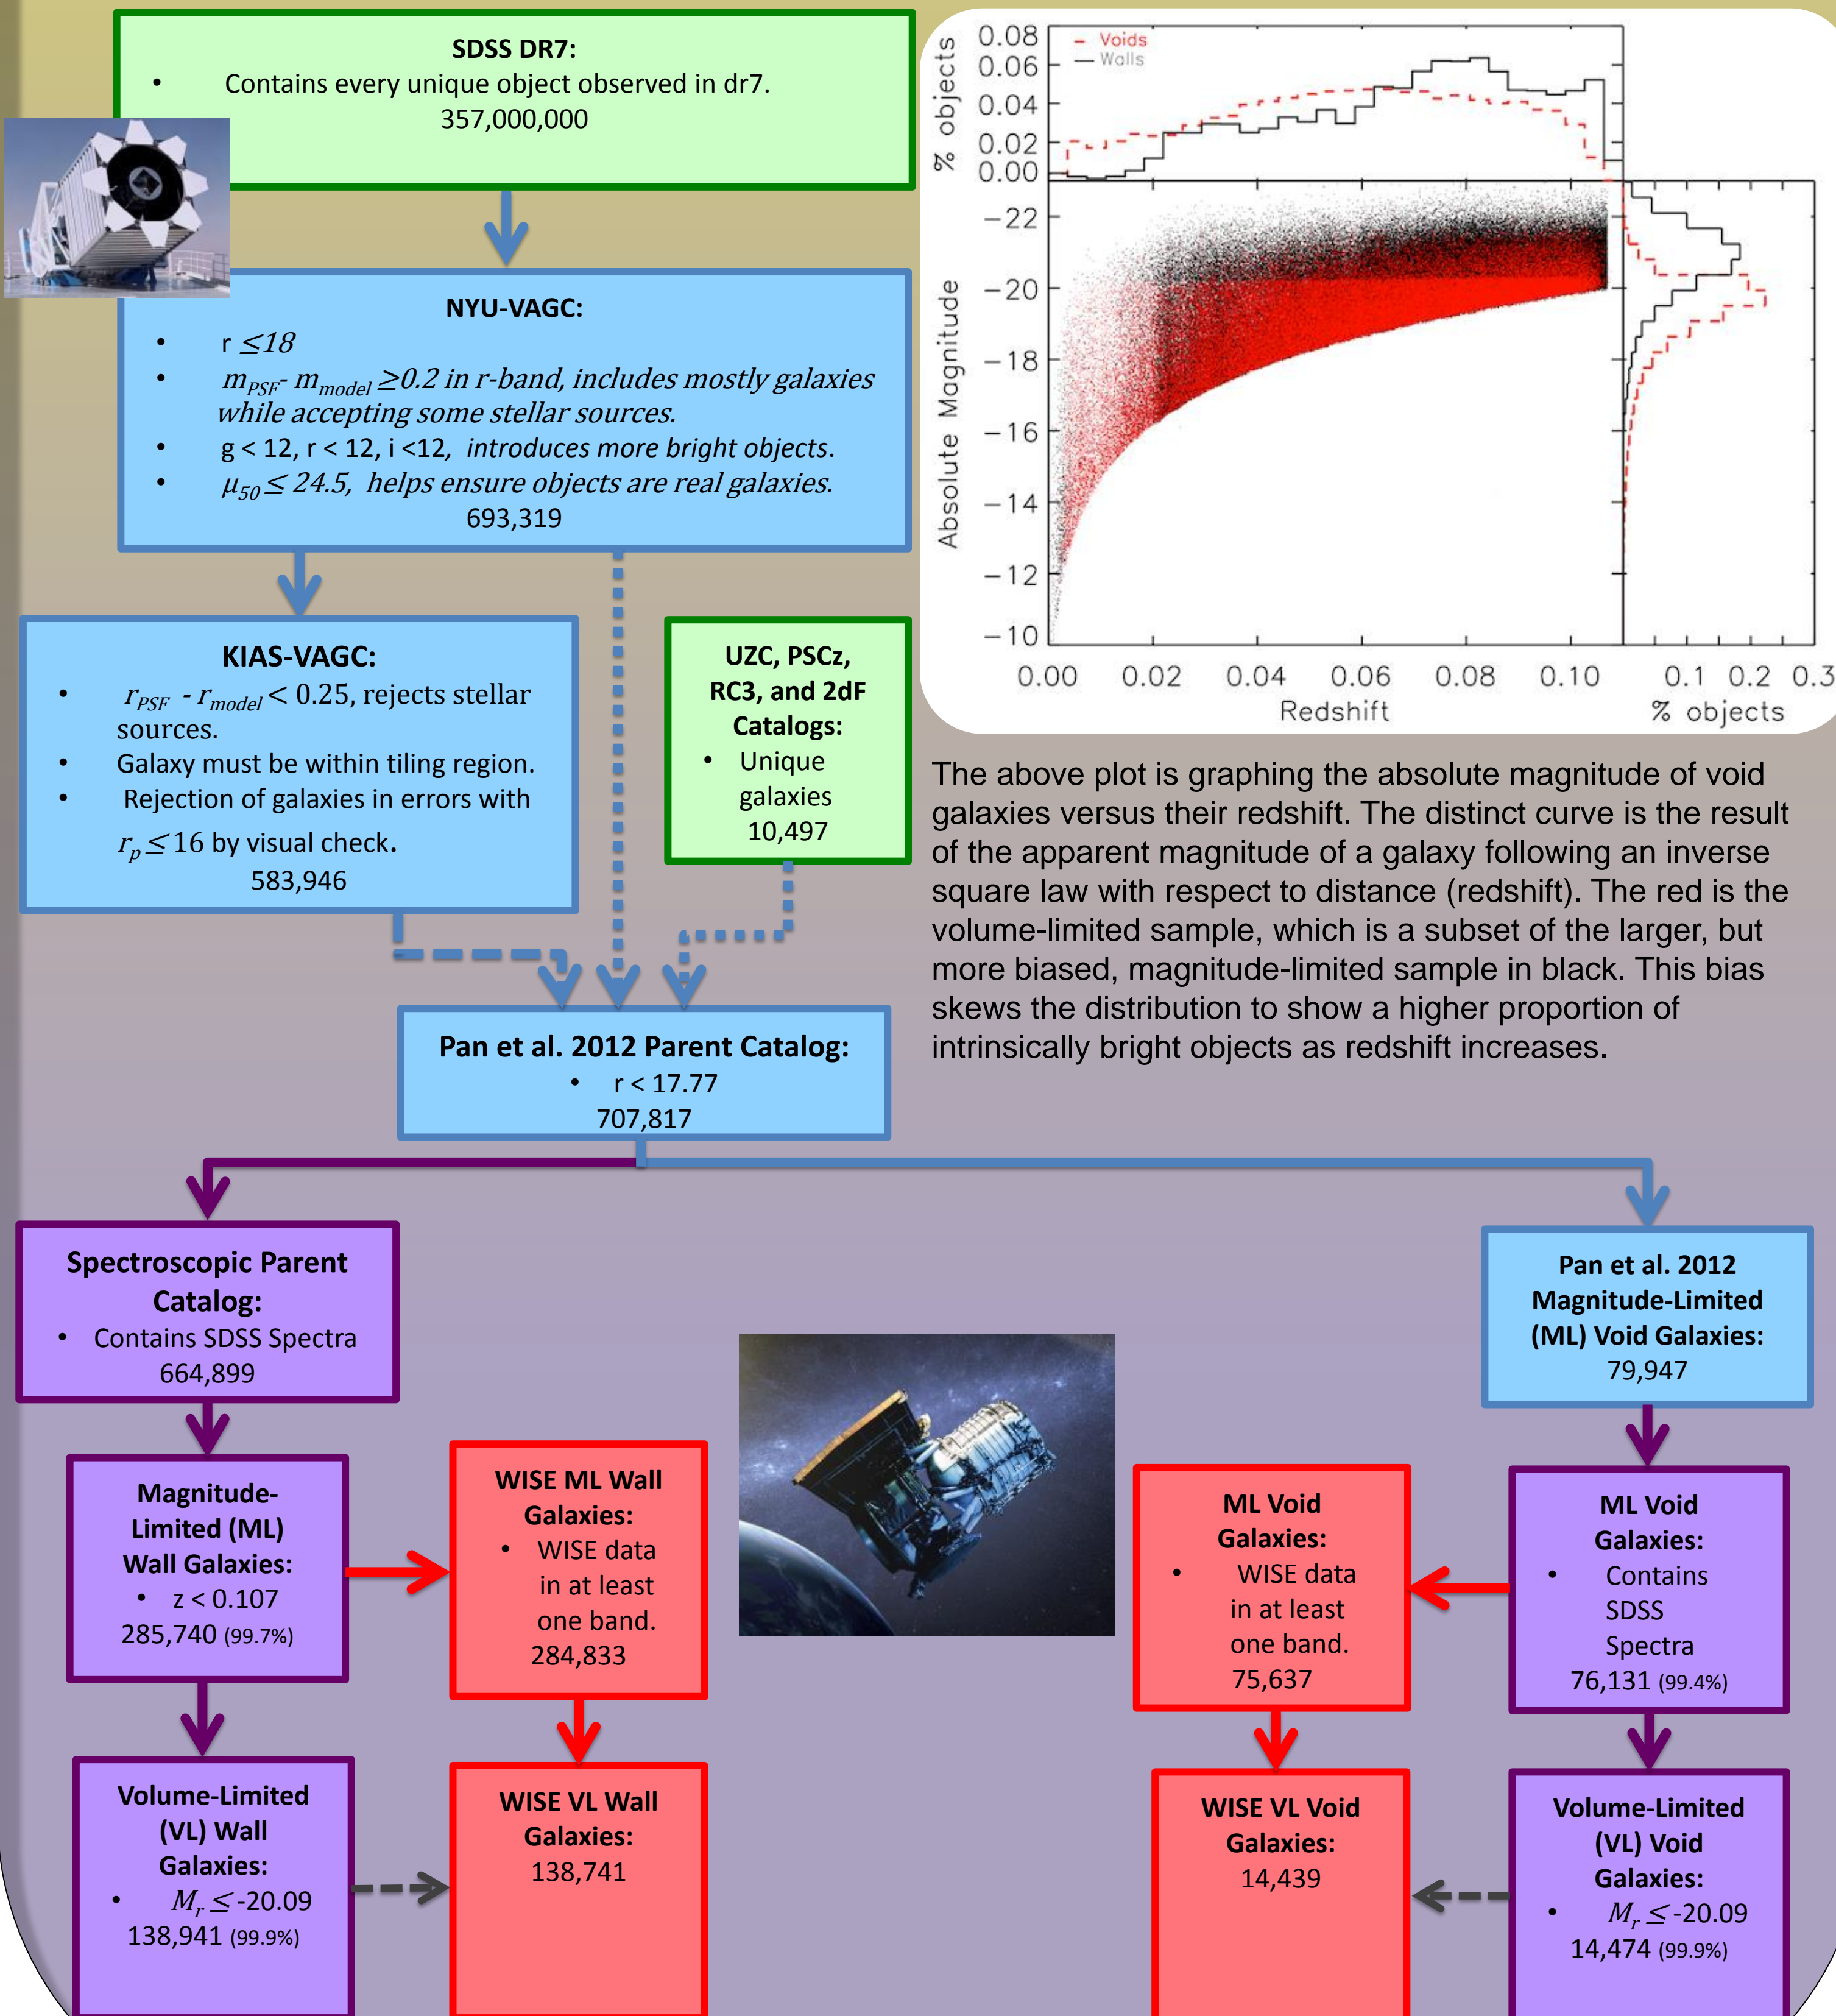 SDSS DR7:
• Contains every unique object observed in dr7.
357,000,000
NYU-VAGC:
• r ≤18
• m_PSF- m_model ≥0.2 in r-band, includes mostly galaxies
while accepting some stellar sources.
• g < 12, r < 12, i <12, introduces more bright objects.
• μ_50 ≤ 24.5, helps ensure objects are real galaxies.
693,319
KIAS-VAGC:
• r_PSF - r_model < 0.25, rejects stellar
sources.
• Galaxy must be within tiling region.
• Rejection of galaxies in errors with
r_p ≤ 16 by visual check.
583,946
UZC, PSCz,
RC3, and 2dF
Catalogs:
• Unique
galaxies
10,497
Pan et al. 2012 Parent Catalog:
• r < 17.77
707,817
% objects
0.08
0.06
0.04
0.02
0.00
Voids
Walls
Absolute Magnitude
−22
−20
−18
−16
−14
−12
−10
0.00 0.02 0.04 0.06 0.08 0.10
Redshift
0.1 0.2 0.3
% objects
The above plot is graphing the absolute magnitude of void
galaxies versus their redshift. The distinct curve is the result
of the apparent magnitude of a galaxy following an inverse
square law with respect to distance (redshift). The red is the
volume-limited sample, which is a subset of the larger, but
more biased, magnitude-limited sample in black. This bias
skews the distribution to show a higher proportion of
intrinsically bright objects as redshift increases.
Spectroscopic Parent
Catalog:
• Contains SDSS Spectra
664,899
Magnitude-
Limited (ML)
Wall Galaxies:
• z < 0.107
285,740 (99.7%)
Volume-Limited
(VL) Wall
Galaxies:
• M_r ≤ -20.09
138,941 (99.9%)
WISE ML Wall
Galaxies:
• WISE data
in at least
one band.
284,833
WISE VL Wall
Galaxies:
138,741
Pan et al. 2012
Magnitude-Limited
(ML) Void Galaxies:
79,947
ML Void
Galaxies:
• WISE data
in at least
one band.
75,637
WISE VL Void
Galaxies:
14,439
ML Void
Galaxies:
• Contains
SDSS
Spectra
76,131 (99.4%)
Volume-Limited
(VL) Void
Galaxies:
• M_r ≤ -20.09
14,474 (99.9%)